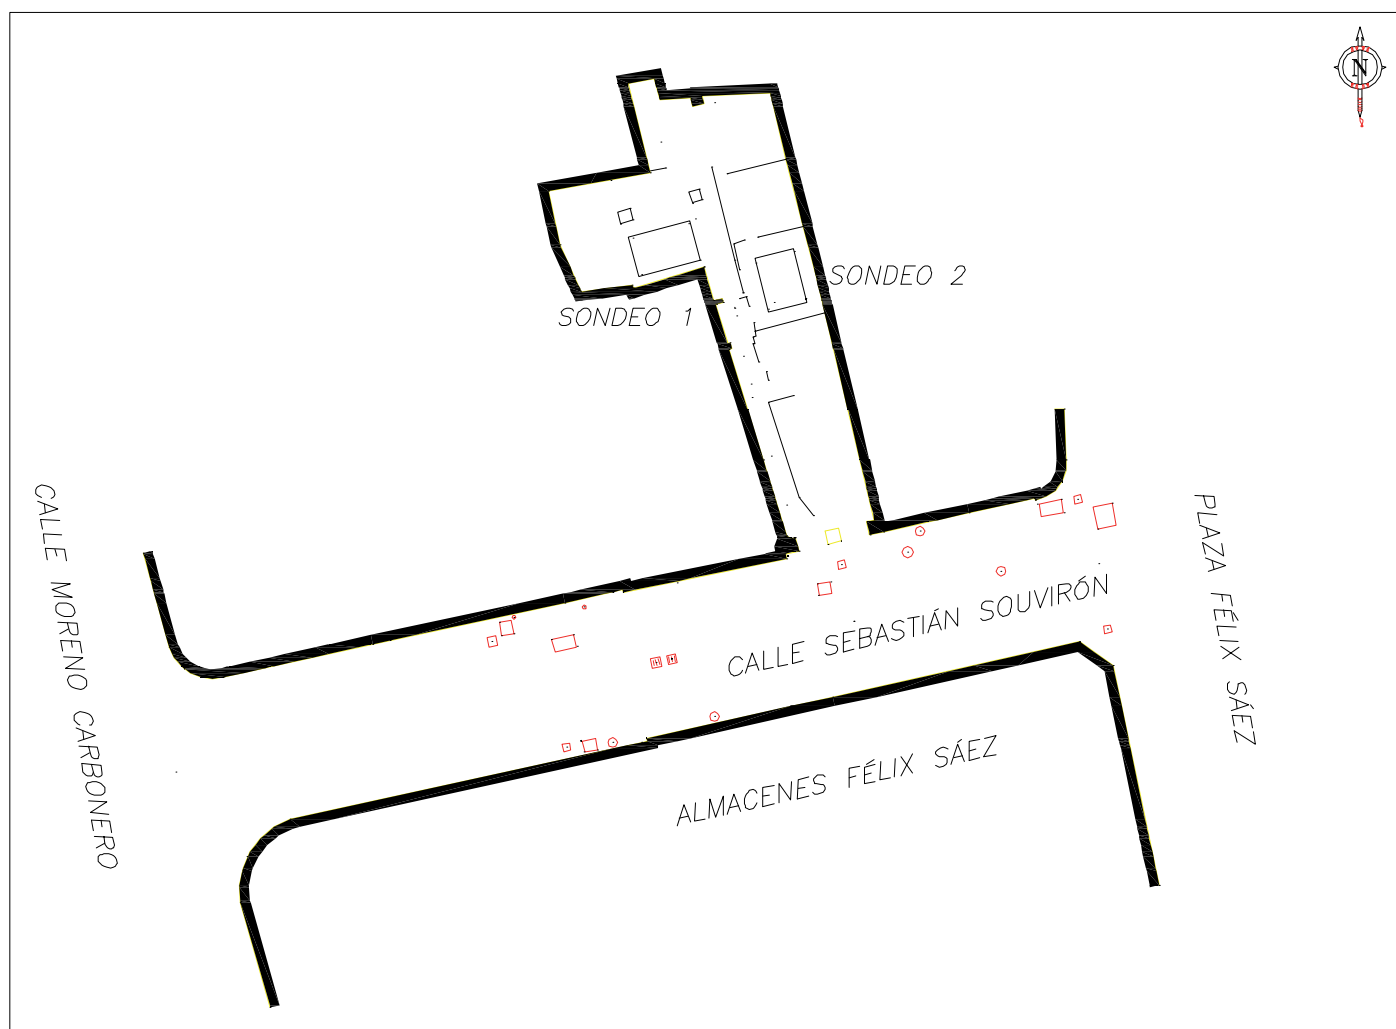 N
SONDEO 2
SONDEO 1
CALLE MORENO CARBONERO
PLAZA FÉLIX SÁEZ
CALLE SEBASTIÁN SOUVIRÓN
ALMACENES FÉLIX SÁEZ